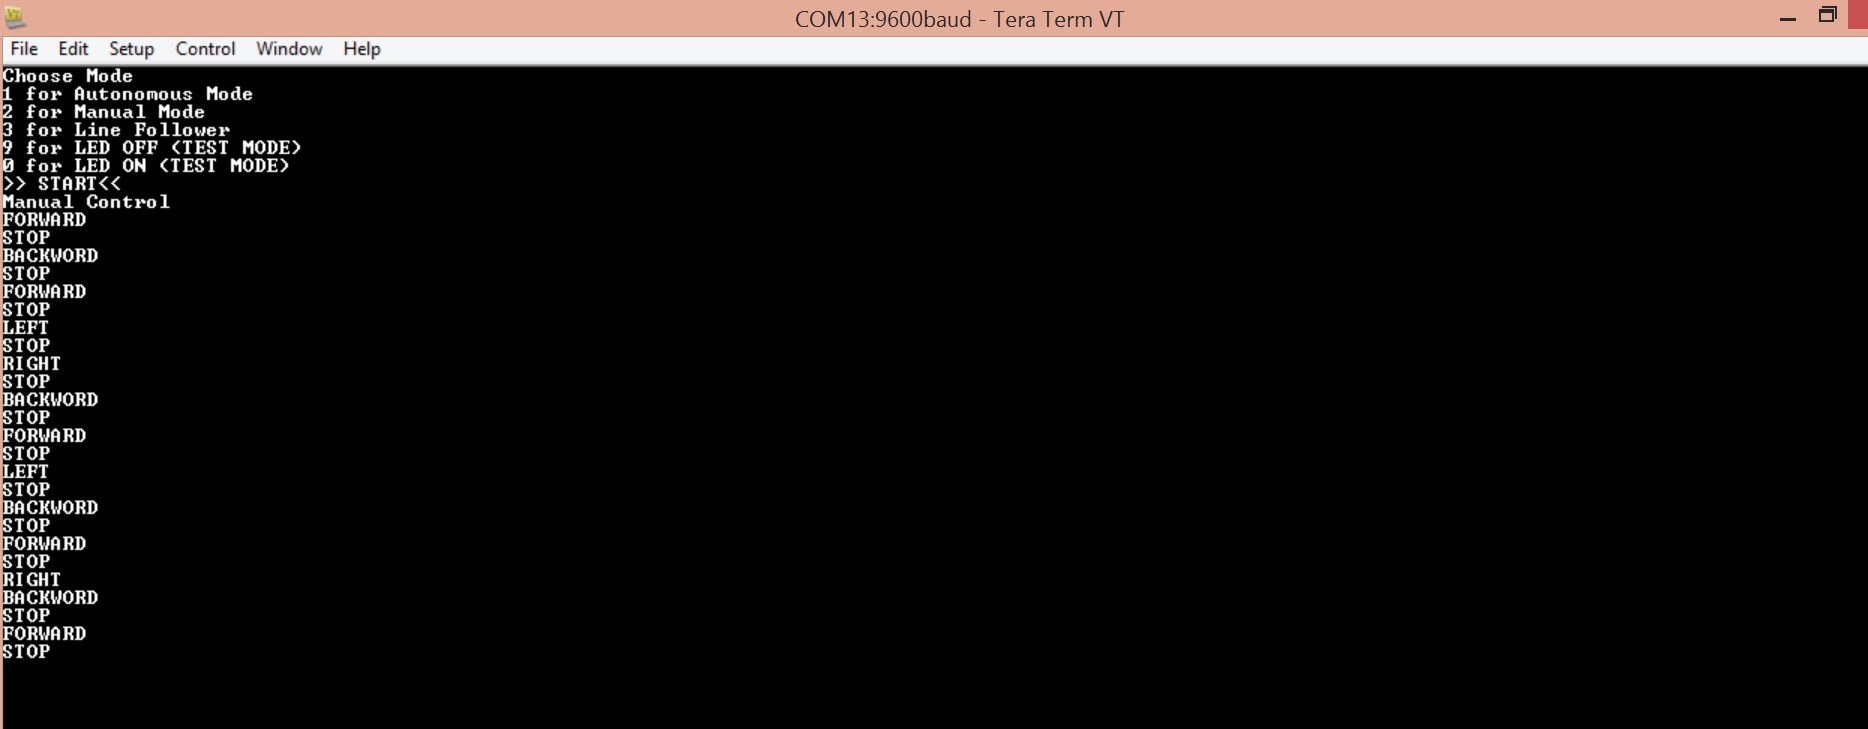 COM13:9600baud - Tera Term VT
File Edit Setup Control Window Help
Choose Mode
1 for Autonomous Mode
2 for Manual Mode
3 for Line Follower
9 for LED OFF (TEST MODE)
0 for LED ON (TEST MODE)
>> START<<
Manual Control
FORWARD
STOP
BACKWORD
STOP
FORWARD
STOP
LEFT
STOP
RIGHT
STOP
BACKWORD
STOP
FORWARD
STOP
LEFT
STOP
BACKWORD
STOP
FORWARD
STOP
RIGHT
BACKWORD
STOP
FORWARD
STOP